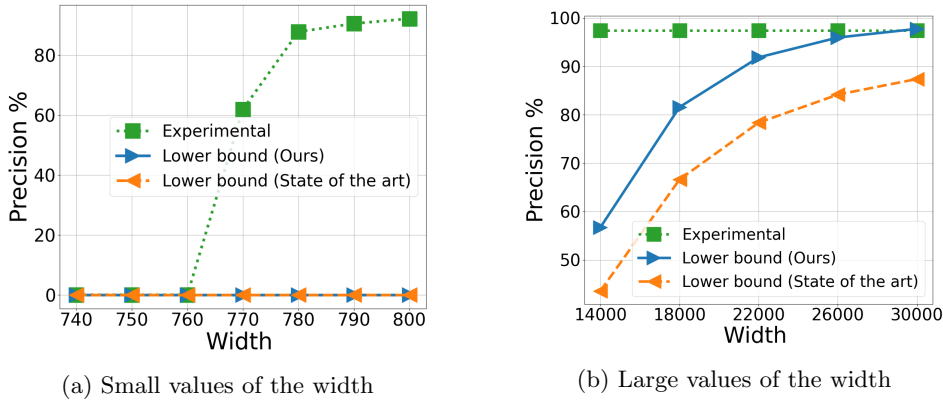 Precision %
80
60
40
20
0
Experimental
Lower bound (Ours)
Lower bound (State of the art)
740 750 760 770 780 790 800
Width
(a) Small values of the width
Precision %
100
90
80
70
60
50
Experimental
Lower bound (Ours)
Lower bound (State of the art)
14000 18000 22000 26000 30000
Width
(b) Large values of the width